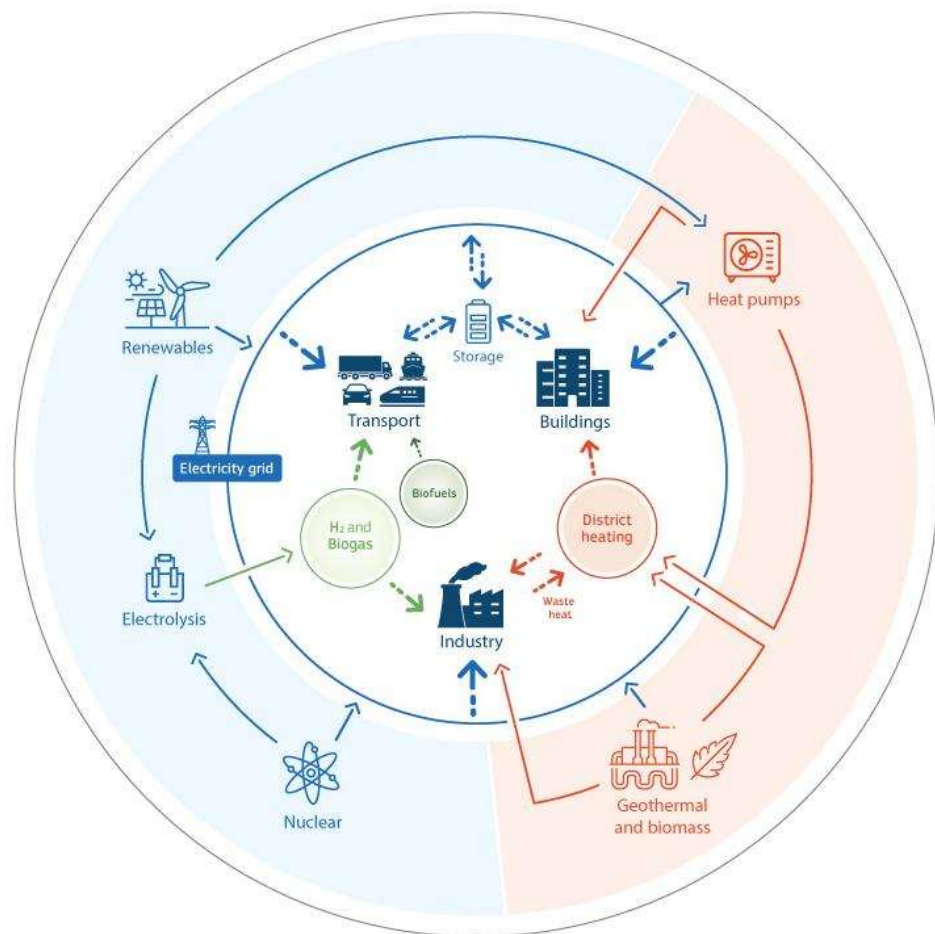 Renewables
Heat pumps
Storage
Transport
Buildings
Electricity grid
Biofuels
H₂ and
Biogas
District
heating
Electrolysis
Waste
heat
Industry
Nuclear
Geothermal
and biomass